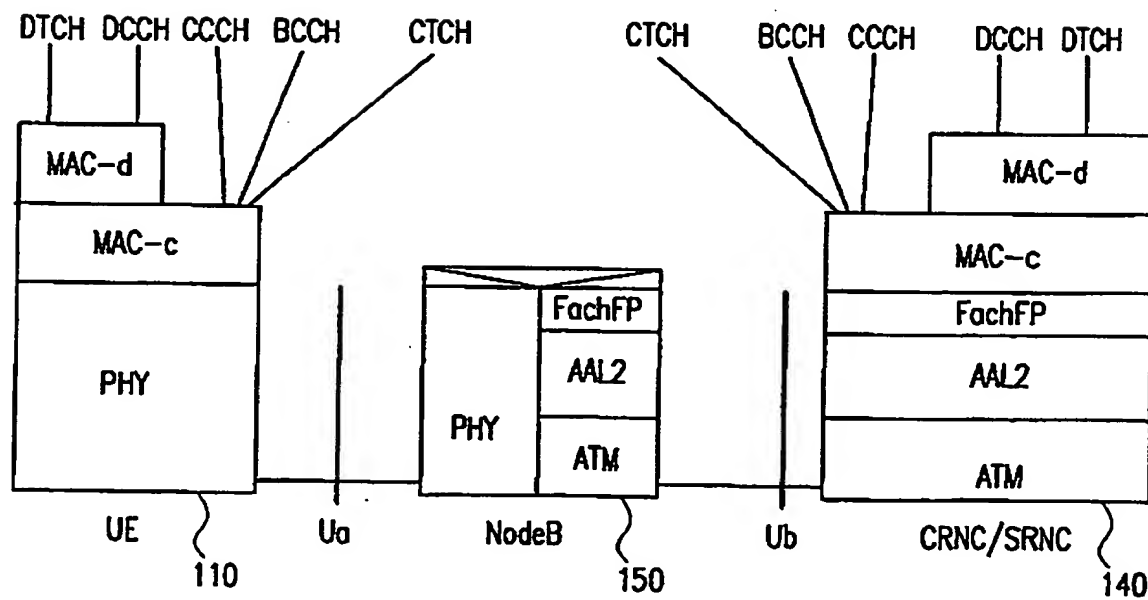 DTCH DCCH CCCH BCCH CTCH CTCH BCCH CCCH DCCH DTCH
MAC-d MAC-d
MAC-c MAC-c
FachFP FachFP
PHY AAL2 AAL2
PHY
ATM ATM
UE Ua NodeB Ub CRNC/SRNC
110 150 140